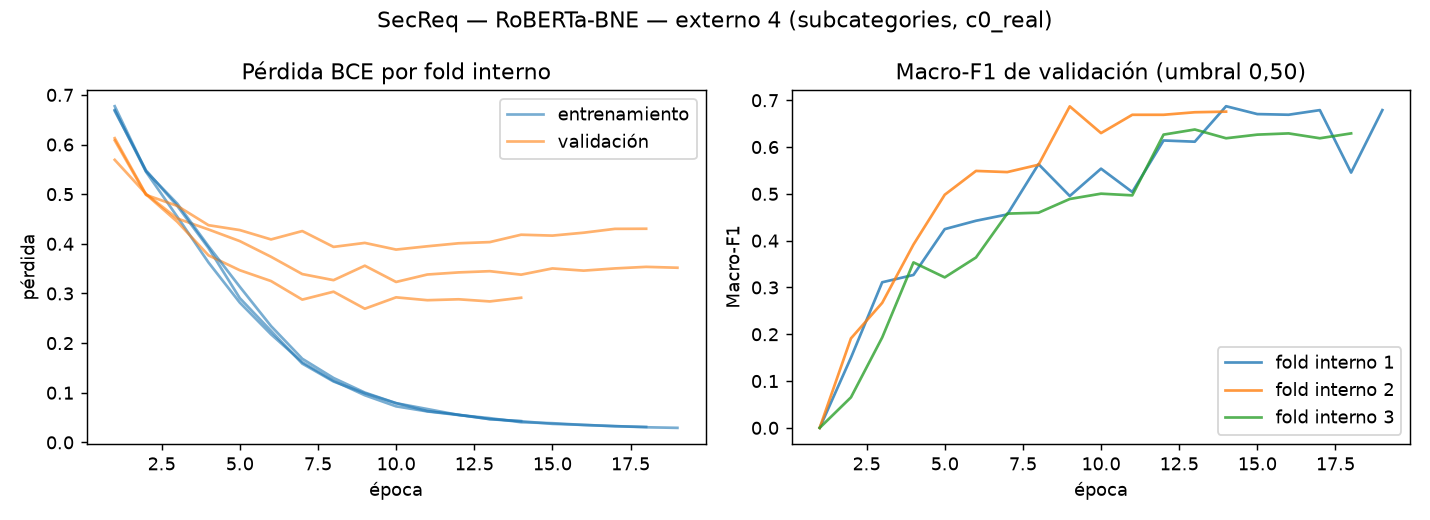 SecReq — RoBERTa-BNE — externo 4 (subcategories, c0_real)
Pérdida BCE por fold interno
pérdida
0.7
0.6
0.5
0.4
0.3
0.2
0.1
0.0
entrenamiento
validación
2.5 5.0 7.5 10.0 12.5 15.0 17.5
época
Macro-F1 de validación (umbral 0,50)
Macro-F1
0.7
0.6
0.5
0.4
0.3
0.2
0.1
0.0
fold interno 1
fold interno 2
fold interno 3
2.5 5.0 7.5 10.0 12.5 15.0 17.5
época